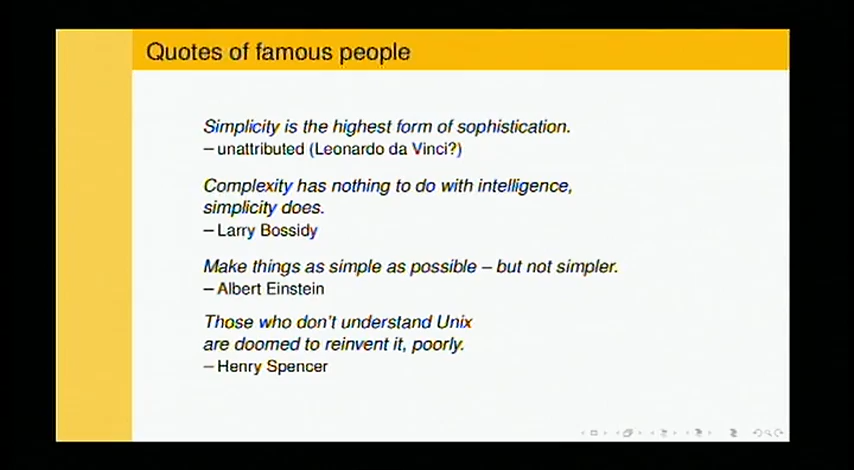 Quotes of famous people
Simplicity is the highest form of sophistication.
– unattributed (Leonardo da Vinci?)
Complexity has nothing to do with intelligence,
simplicity does.
– Larry Bossidy
Make things as simple as possible – but not simpler.
– Albert Einstein
Those who don't understand Unix
are doomed to reinvent it, poorly.
– Henry Spencer